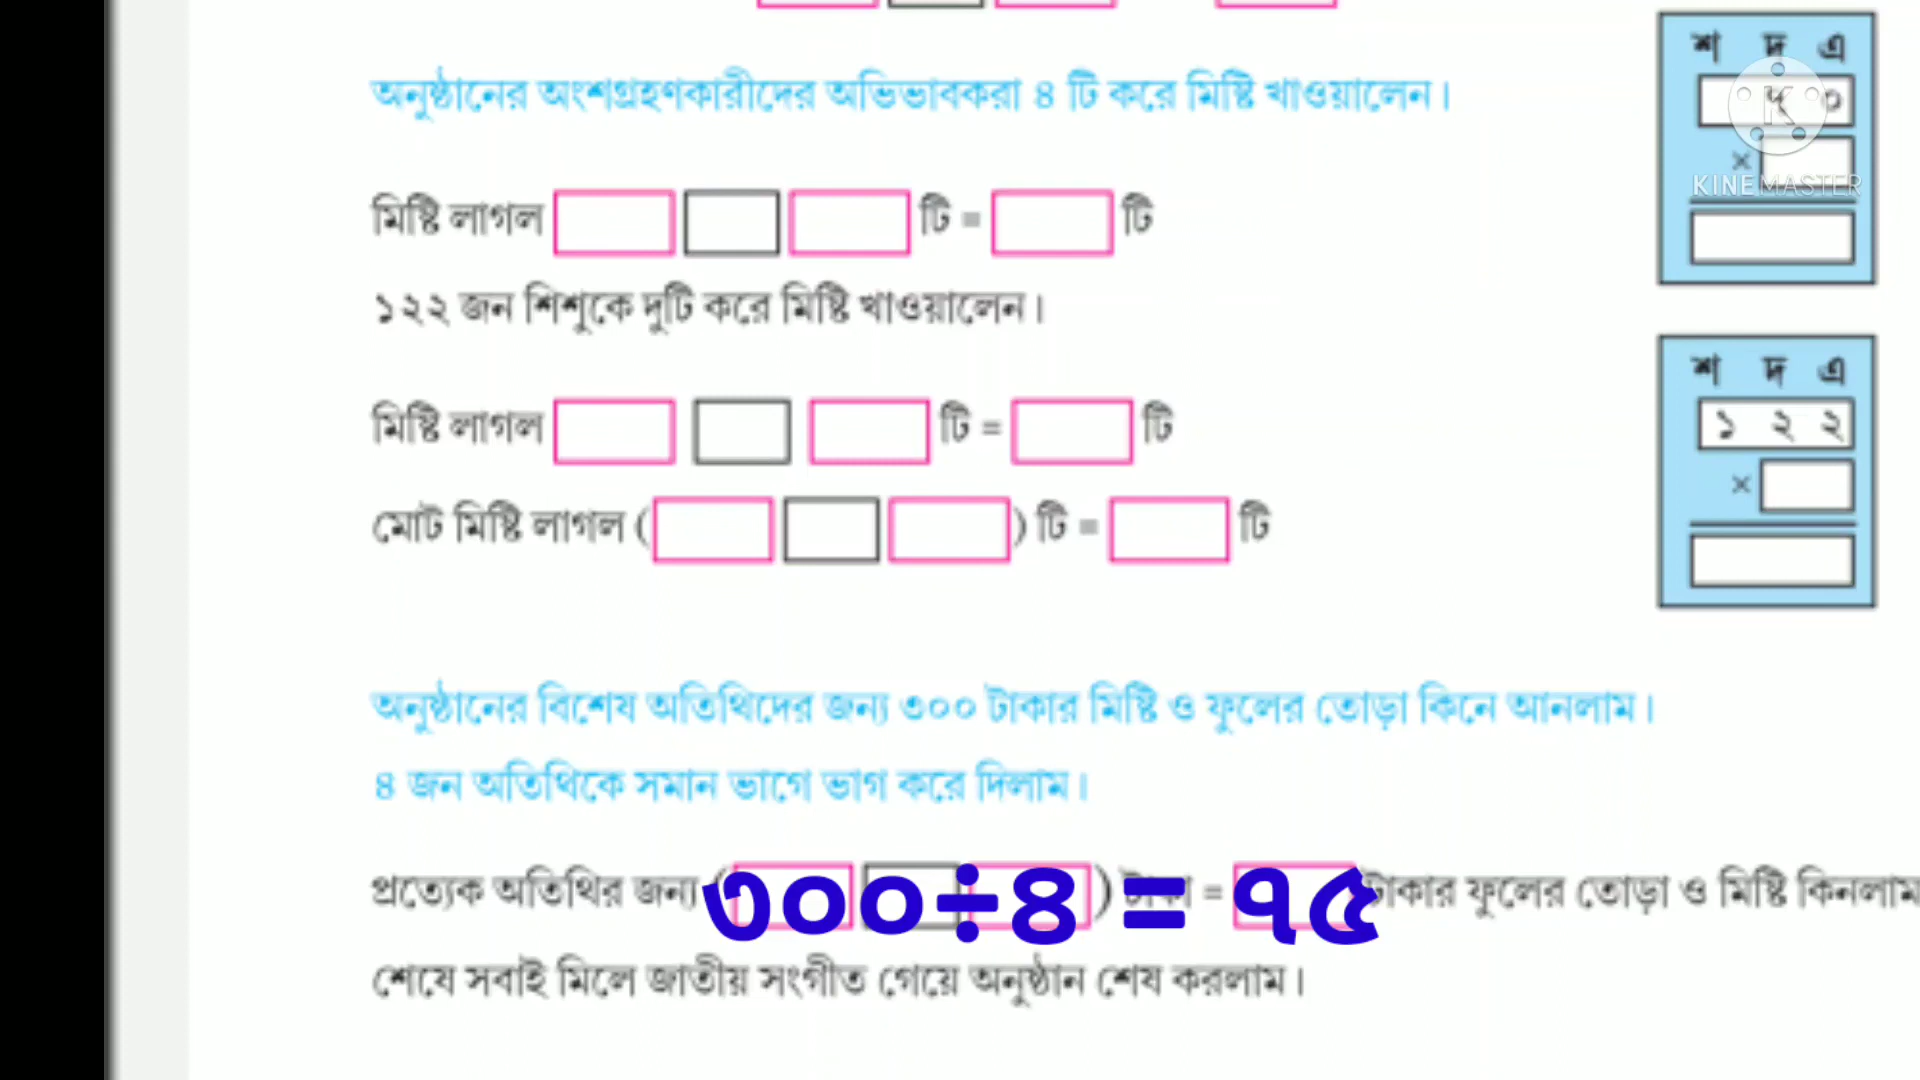 শ দ এ
অনুষ্ঠানের অংশগ্রহণকারীদের অভিভাবকরা ৪ টি করে মিষ্টি খাওয়ালেন।
০
×
KINEMASTER
মিষ্টি লাগল টি = টি
১২২ জন শিশুকে দুটি করে মিষ্টি খাওয়ালেন।
শ দ এ
১ ২ ২
×
মিষ্টি লাগল টি = টি
মোট মিষ্টি লাগল ( ) টি = টি
অনুষ্ঠানের বিশেষ অতিথিদের জন্য ৩০০ টাকার মিষ্টি ও ফুলের তোড়া কিনে আনলাম।
৪ জন অতিথিকে সমান ভাগে ভাগ করে দিলাম।
প্রত্যেক অতিথির জন্য ( ) টাকা = টাকার ফুলের তোড়া ও মিষ্টি কিনলাম
৩০০÷৪ = ৭৫
শেষে সবাই মিলে জাতীয় সংগীত গেয়ে অনুষ্ঠান শেষ করলাম।